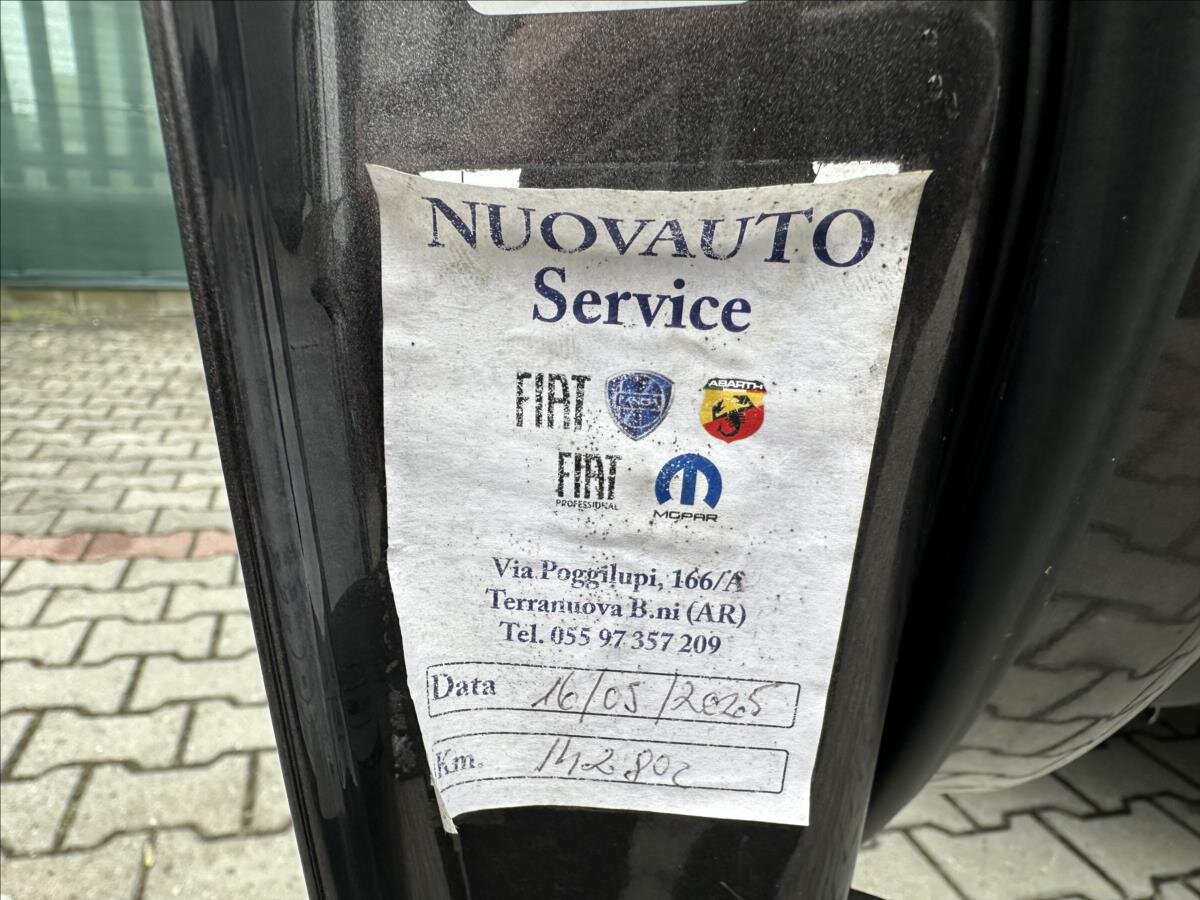 NUOVAUTO
Service
FIAT LANCIA ABARTH
FIAT
PROFESSIONAL
MOPAR
Via Poggilupi, 166/A
Terranuova B.ni (AR)
Tel. 055 97 357 209
Data 16/05/2025
Km. 142802